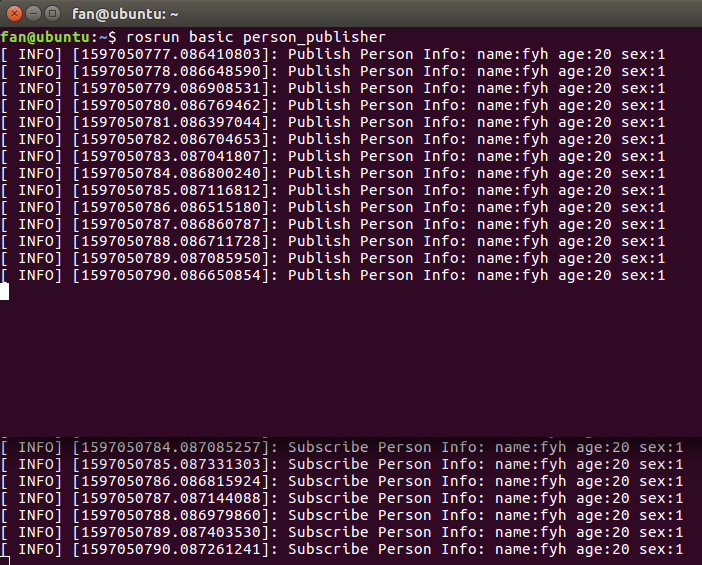 fan@ubuntu: ~
fan@ubuntu:~$ rosrun basic person_publisher
[ INFO] [1597050777.086410803]: Publish Person Info: name:fyh age:20 sex:1
[ INFO] [1597050778.086648590]: Publish Person Info: name:fyh age:20 sex:1
[ INFO] [1597050779.086908531]: Publish Person Info: name:fyh age:20 sex:1
[ INFO] [1597050780.086769462]: Publish Person Info: name:fyh age:20 sex:1
[ INFO] [1597050781.086397044]: Publish Person Info: name:fyh age:20 sex:1
[ INFO] [1597050782.086704653]: Publish Person Info: name:fyh age:20 sex:1
[ INFO] [1597050783.087041807]: Publish Person Info: name:fyh age:20 sex:1
[ INFO] [1597050784.086800240]: Publish Person Info: name:fyh age:20 sex:1
[ INFO] [1597050785.087116812]: Publish Person Info: name:fyh age:20 sex:1
[ INFO] [1597050786.086515180]: Publish Person Info: name:fyh age:20 sex:1
[ INFO] [1597050787.086860787]: Publish Person Info: name:fyh age:20 sex:1
[ INFO] [1597050788.086711728]: Publish Person Info: name:fyh age:20 sex:1
[ INFO] [1597050789.087085950]: Publish Person Info: name:fyh age:20 sex:1
[ INFO] [1597050790.086650854]: Publish Person Info: name:fyh age:20 sex:1
[ INFO] [1597050784.087085257]: Subscribe Person Info: name:fyh age:20 sex:1
[ INFO] [1597050785.087331303]: Subscribe Person Info: name:fyh age:20 sex:1
[ INFO] [1597050786.086815924]: Subscribe Person Info: name:fyh age:20 sex:1
[ INFO] [1597050787.087144088]: Subscribe Person Info: name:fyh age:20 sex:1
[ INFO] [1597050788.086979860]: Subscribe Person Info: name:fyh age:20 sex:1
[ INFO] [1597050789.087403530]: Subscribe Person Info: name:fyh age:20 sex:1
[ INFO] [1597050790.087261241]: Subscribe Person Info: name:fyh age:20 sex:1